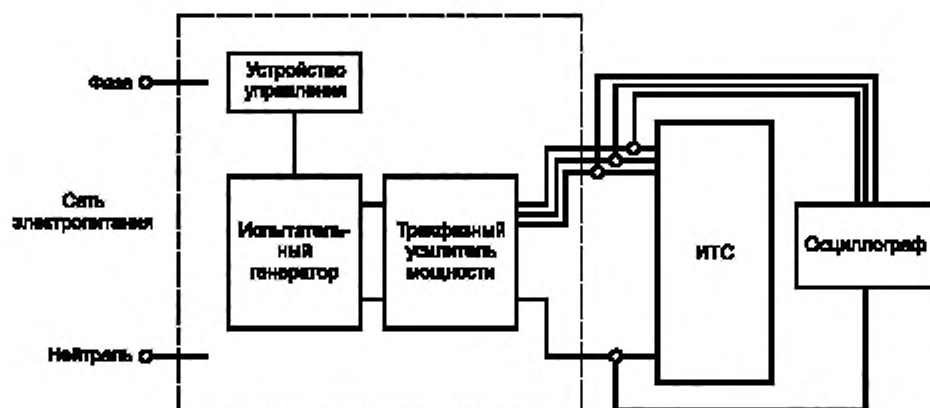 Устройство
управления
Фаза
Сеть
электропитания
Испытатель-
ный
генератор
Трехфазный
усилитель
мощности
ИТС
Осциллограф
Нейтраль